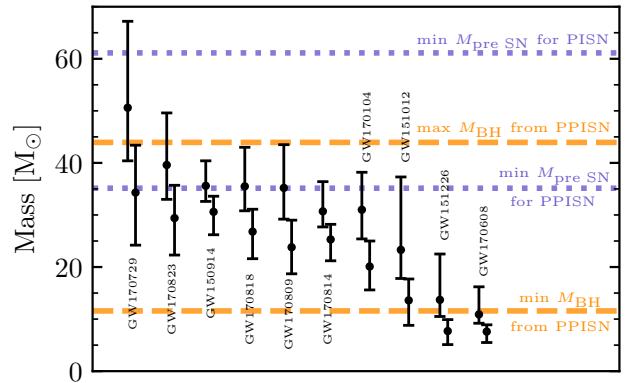 Mass [M⊙]
60
40
20
0
min M_pre SN for PISN
max M_BH from PPISN
min M_pre SN
for PPISN
min M_BH
from PPISN
GW170729
GW170823
GW150914
GW170818
GW170809
GW170814
GW170104
GW151012
GW151226
GW170608